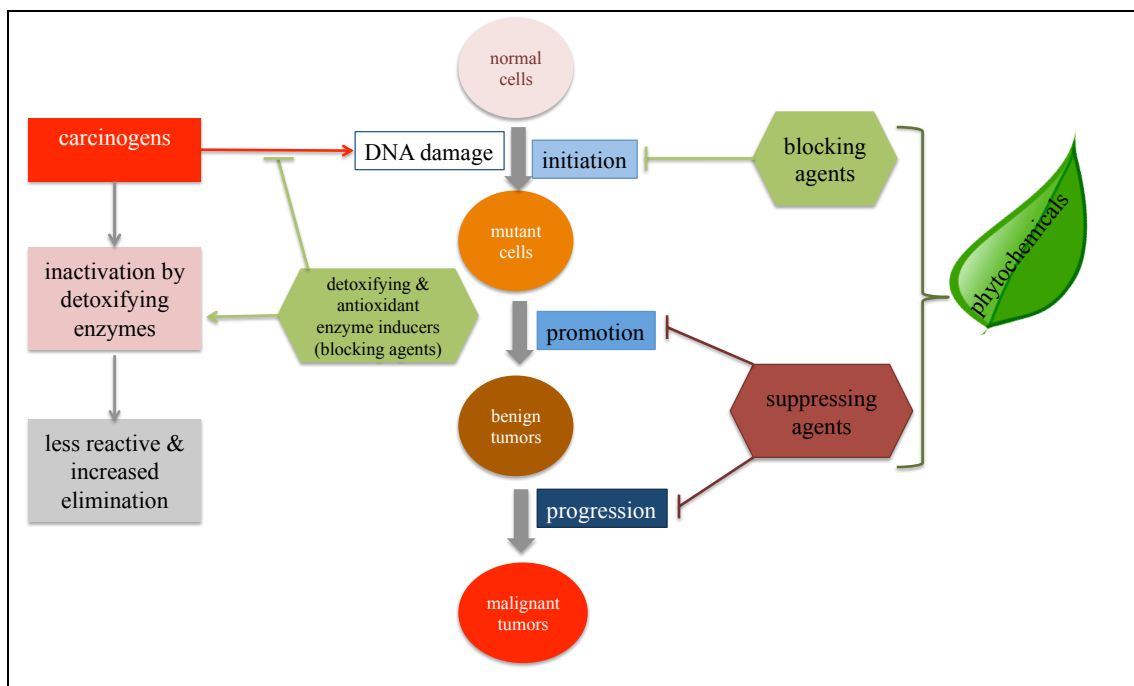 normal
cells
carcinogens
DNA damage
initiation
blocking
agents
phytochemicals
mutant
cells
inactivation by
detoxifying
enzymes
detoxifying &
antioxidant
enzyme inducers
(blocking agents)
promotion
benign
tumors
suppressing
agents
less reactive &
increased
elimination
progression
malignant
tumors